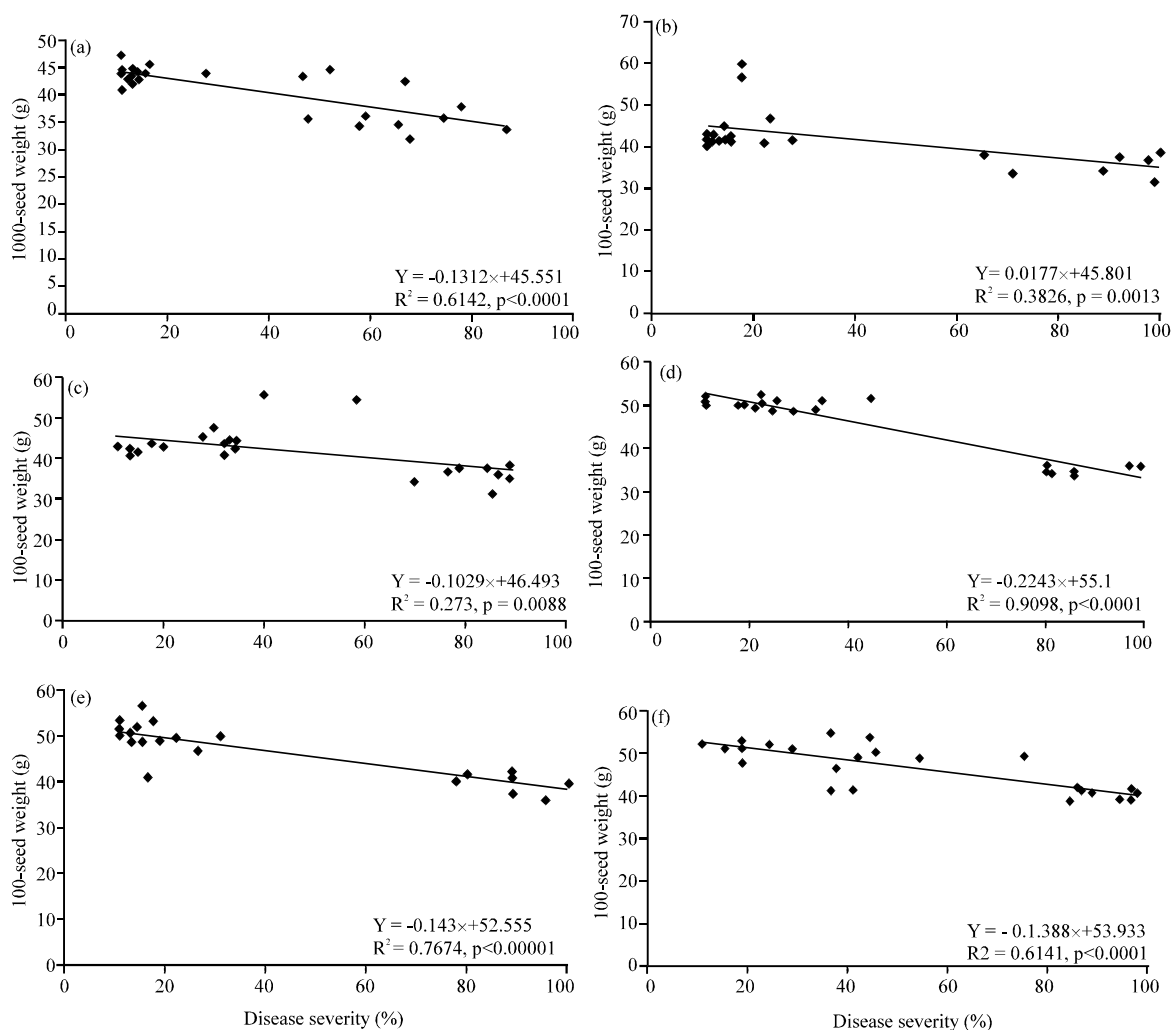 (a)
1000-seed weight (g)
50
45
40
35
30
25
20
15
10
5
0
0 20 40 60 80 100
Y = -0.1312×+45.551
R² = 0.6142, p<0.0001
(b)
100-seed weight (g)
70
60
50
40
30
20
10
0
0 20 40 60 80 100
Y= 0.0177×+45.801
R² = 0.3826, p = 0.0013
(c)
100-seed weight (g)
60
50
40
30
20
10
0
0 20 40 60 80 100
Y = -0.1029×+46.493
R² = 0.273, p = 0.0088
(d)
100-seed weight (g)
60
50
40
30
20
10
0
0 20 40 60 80 100
Y = -0.2243×+55.1
R² = 0.9098, p<0.0001
(e)
100-seed weight (g)
60
50
40
30
20
10
0
0 20 40 60 80 100
Y = -0.143×+52.555
R² = 0.7674, p<0.00001
Disease severity (%)
(f)
100-seed weight (g)
60
50
40
30
20
10
0
0 20 40 60 80 100
Y = - 0.1.388×+53.933
R2 = 0.6141, p<0.0001
Disease severity (%)